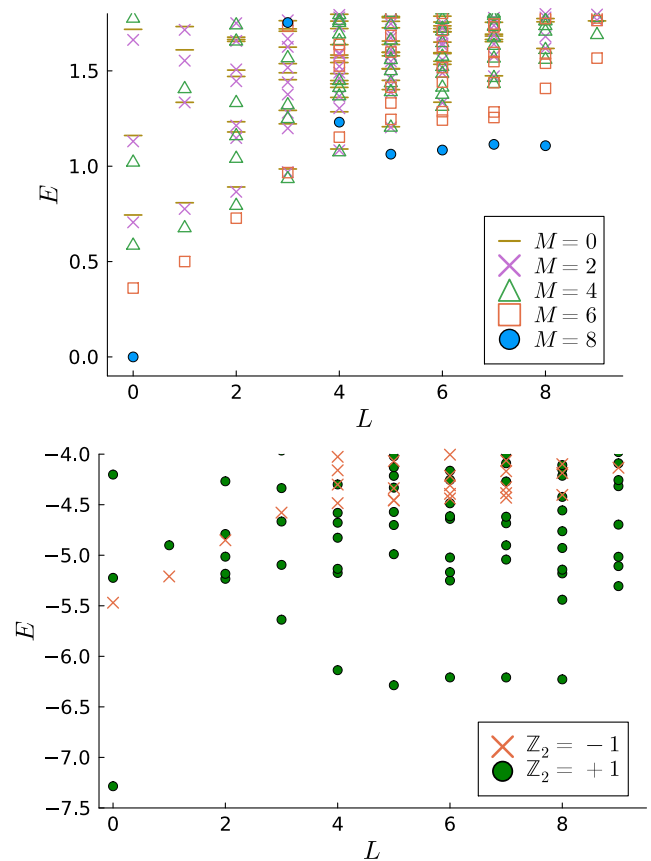 1.5
1.0
0.5
0.0
E
0 2 4 6 8
L
M = 0
M = 2
M = 4
M = 6
M = 8
−4.0
−4.5
−5.0
−5.5
−6.0
−6.5
−7.0
−7.5
E
0 2 4 6 8
L
ℤ₂ = − 1
ℤ₂ = + 1